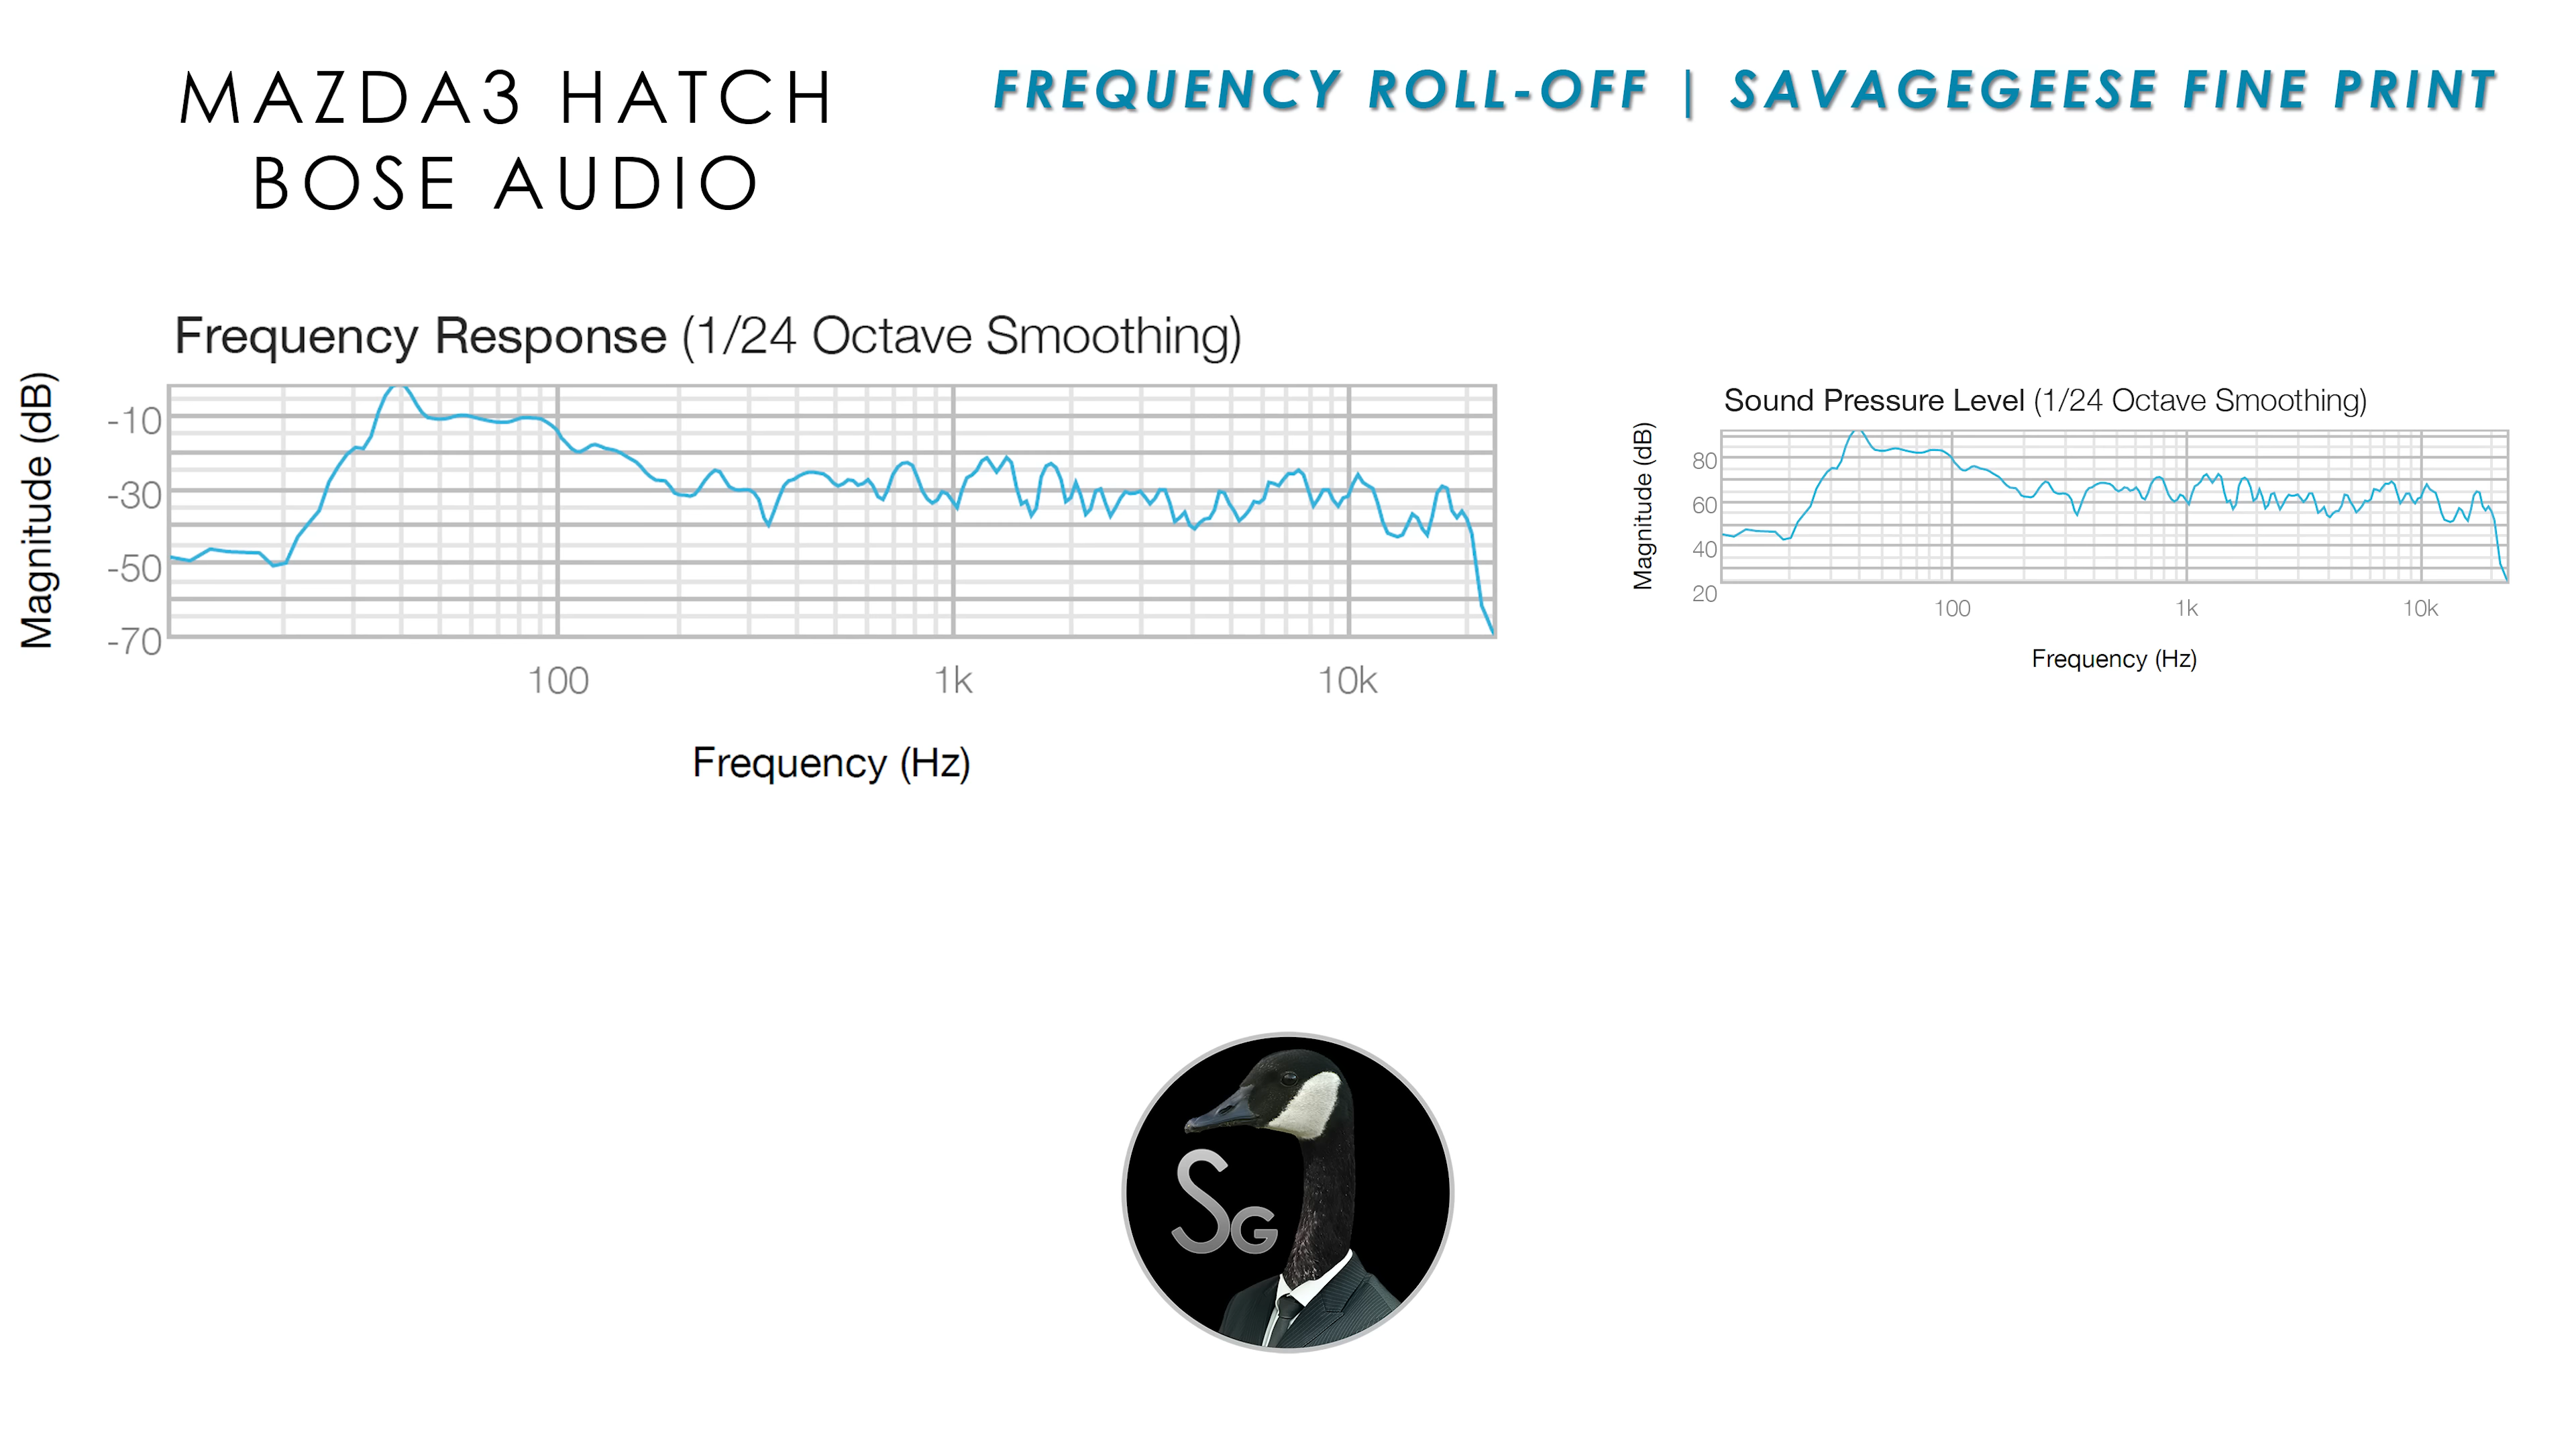 MAZDA3 HATCH
BOSE AUDIO
FREQUENCY ROLL-OFF | SAVAGEGEESE FINE PRINT
Frequency Response (1/24 Octave Smoothing)
Magnitude (dB)
-10
-30
-50
-70
100
1k
10k
Frequency (Hz)
Sound Pressure Level (1/24 Octave Smoothing)
Magnitude (dB)
80
60
40
20
100
1k
10k
Frequency (Hz)
SG